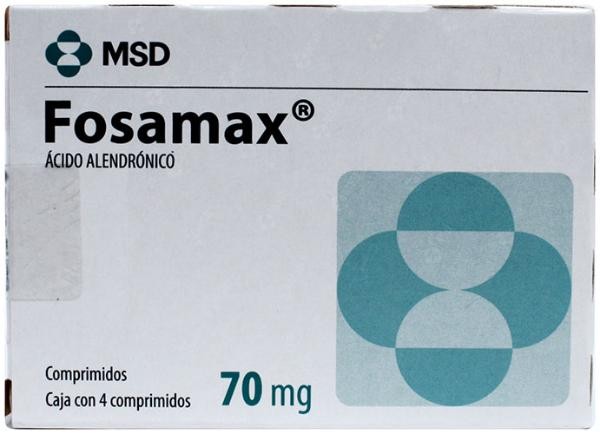 MSD
Fosamax®
ÁCIDO ALENDRÓNICO
Comprimidos
Caja con 4 comprimidos
70 mg